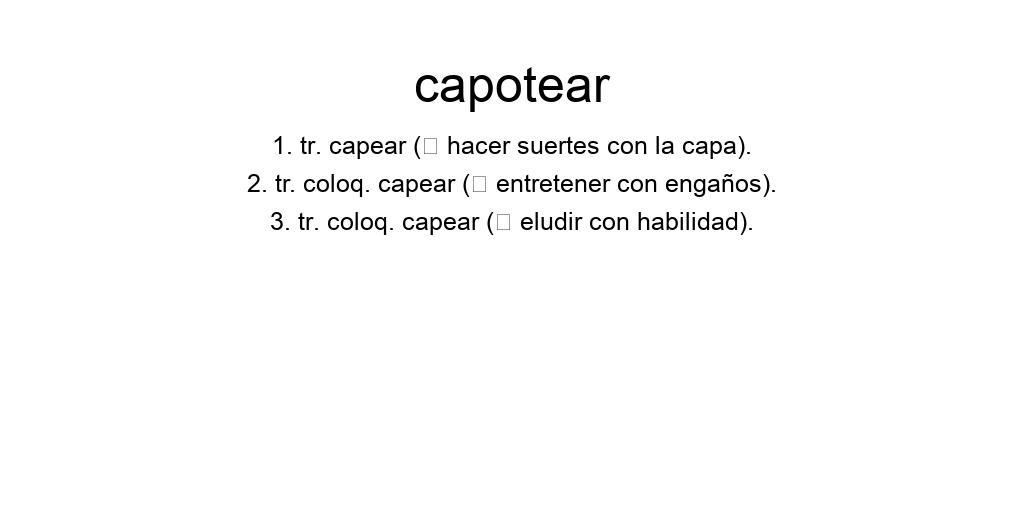 capotear
1. tr. capear (□ hacer suertes con la capa).
2. tr. coloq. capear (□ entretener con engaños).
3. tr. coloq. capear (□ eludir con habilidad).